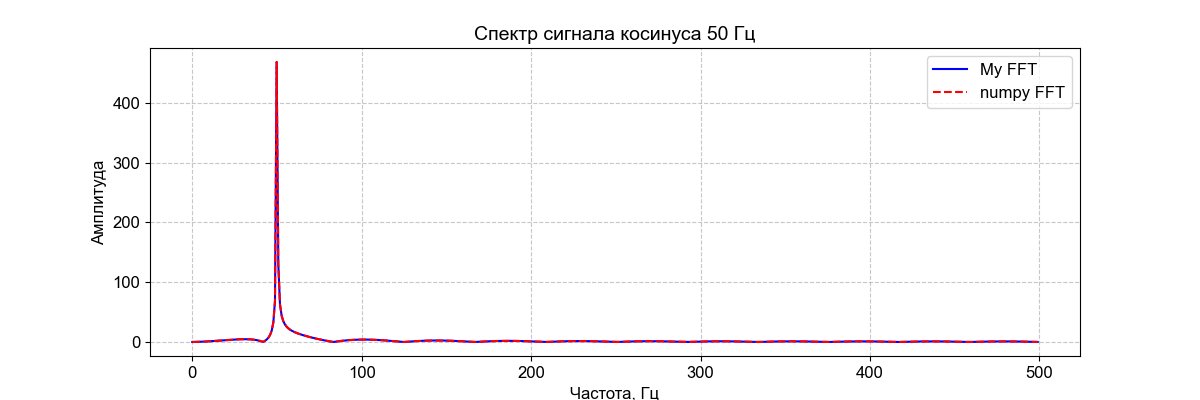 Спектр сигнала косинуса 50 Гц
My FFT
numpy FFT
Амплитуда
400
300
200
100
0
0 100 200 300 400 500
Частота, Гц